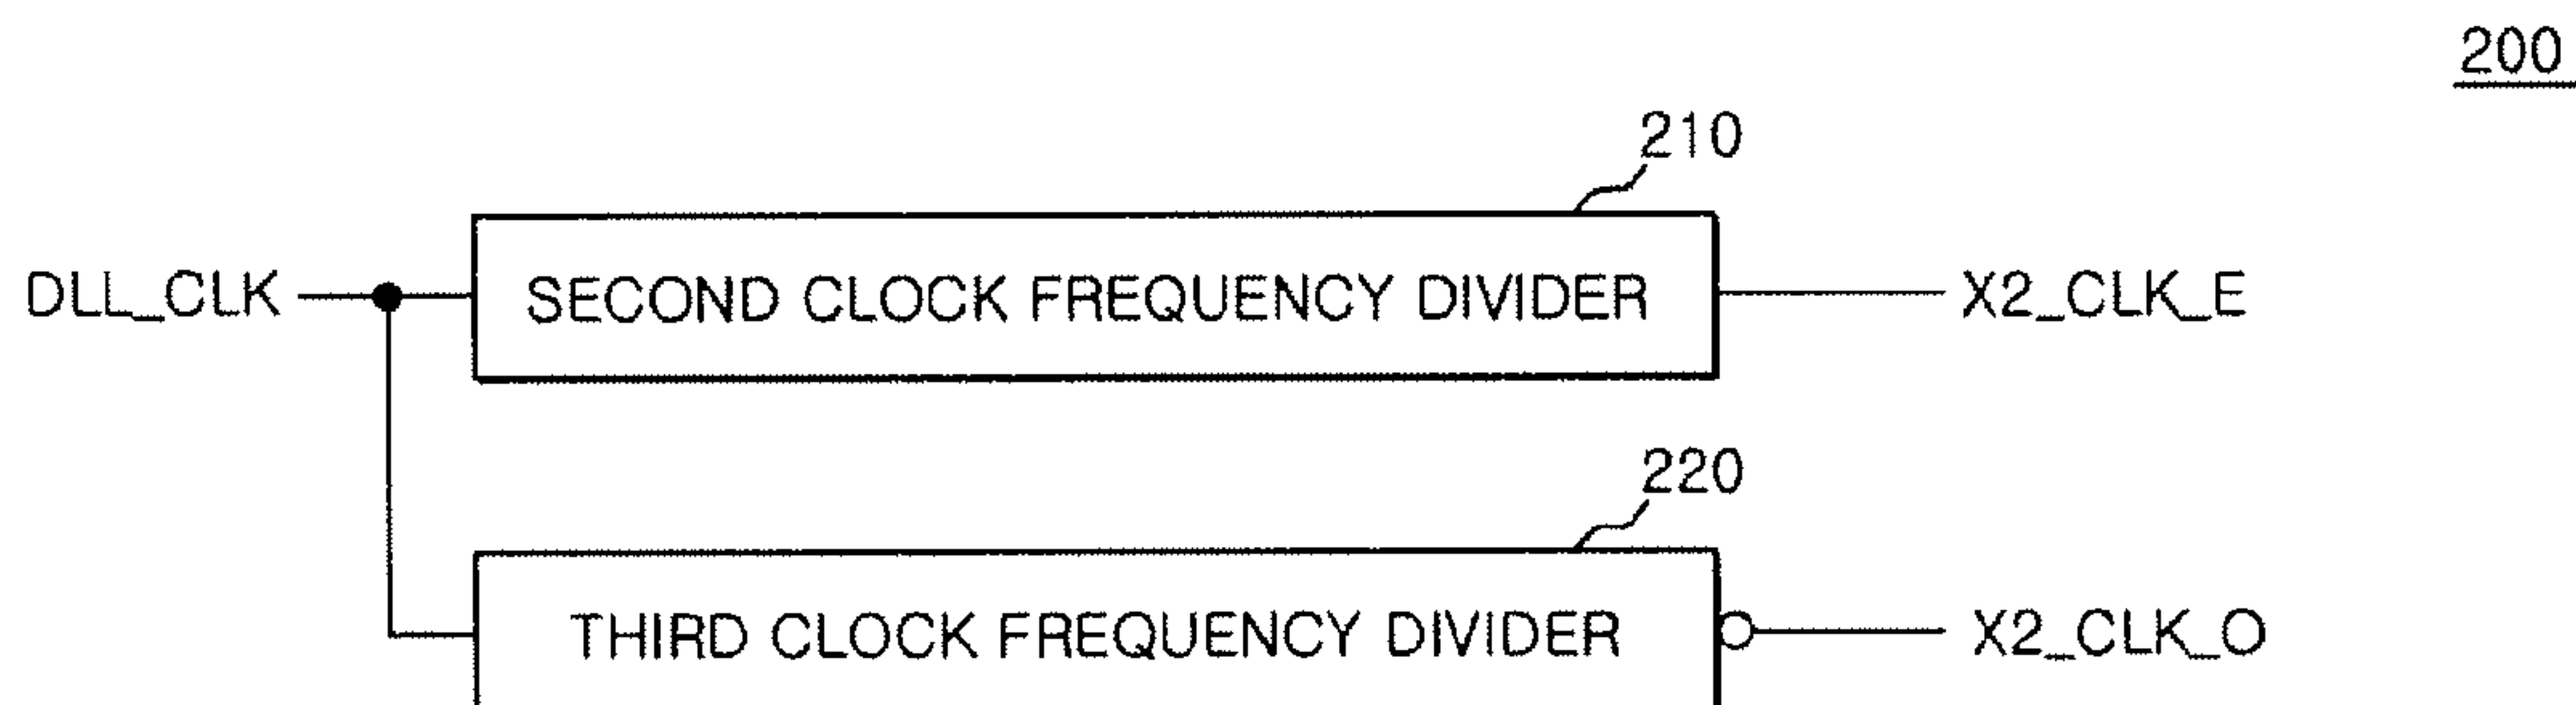 200
210
DLL_CLK SECOND CLOCK FREQUENCY DIVIDER X2_CLK_E
220
THIRD CLOCK FREQUENCY DIVIDER X2_CLK_O